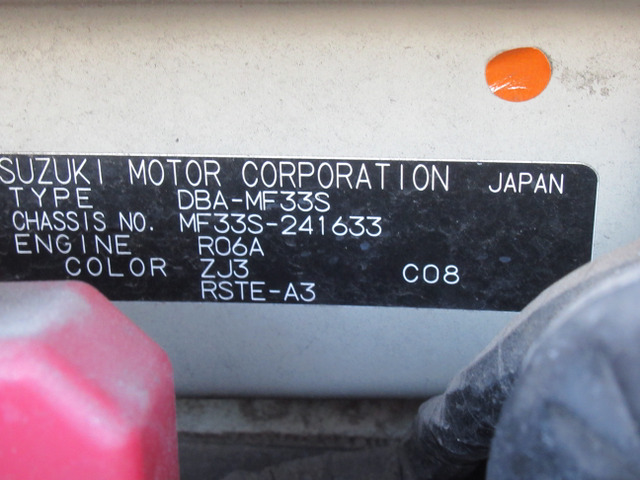 SUZUKI MOTOR CORPORATION JAPAN
TYPE DBA-MF33S
CHASSIS NO. MF33S-241633
ENGINE R06A
COLOR ZJ3 C08
RSTE-A3